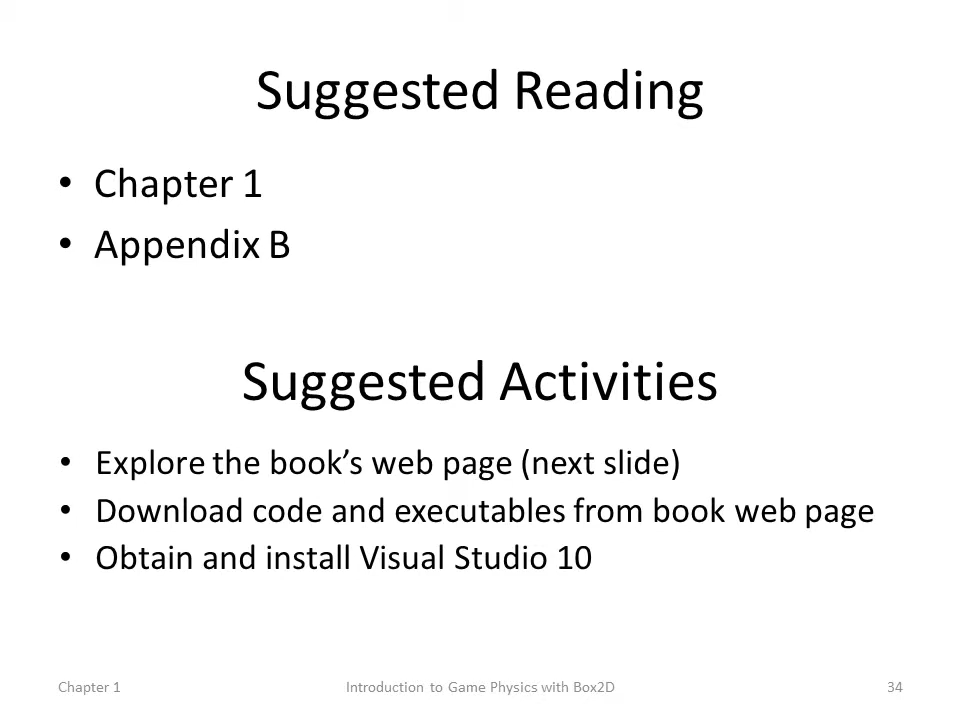 Suggested Reading
• Chapter 1
• Appendix B
Suggested Activities
• Explore the book’s web page (next slide)
• Download code and executables from book web page
• Obtain and install Visual Studio 10
Chapter 1 Introduction to Game Physics with Box2D 34